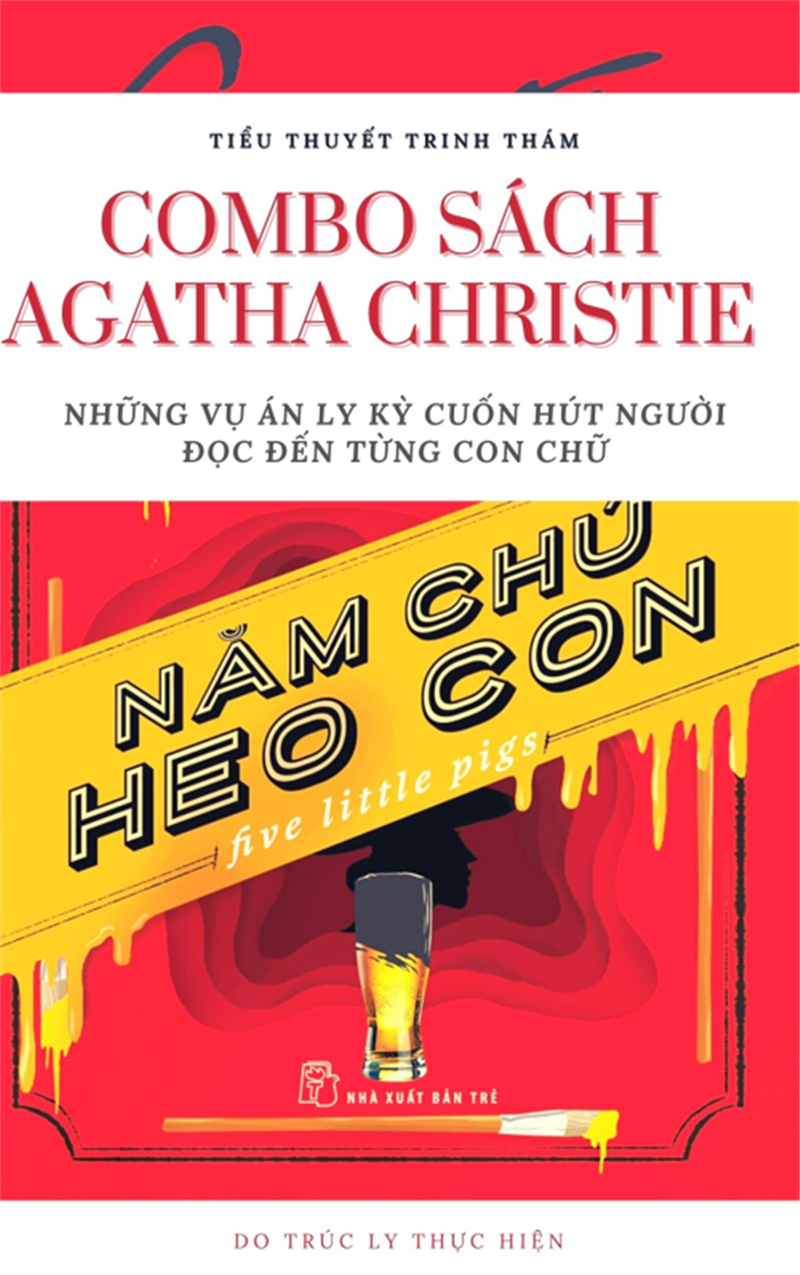 TIỂU THUYẾT TRINH THÁM
COMBO SÁCH
AGATHA CHRISTIE
NHỮNG VỤ ÁN LY KỲ CUỐN HÚT NGƯỜI
ĐỌC ĐẾN TỪNG CON CHỮ
NĂM CHÚ
HEO CON
five little pigs
NHÀ XUẤT BẢN TRẺ
DO TRÚC LY THỰC HIỆN